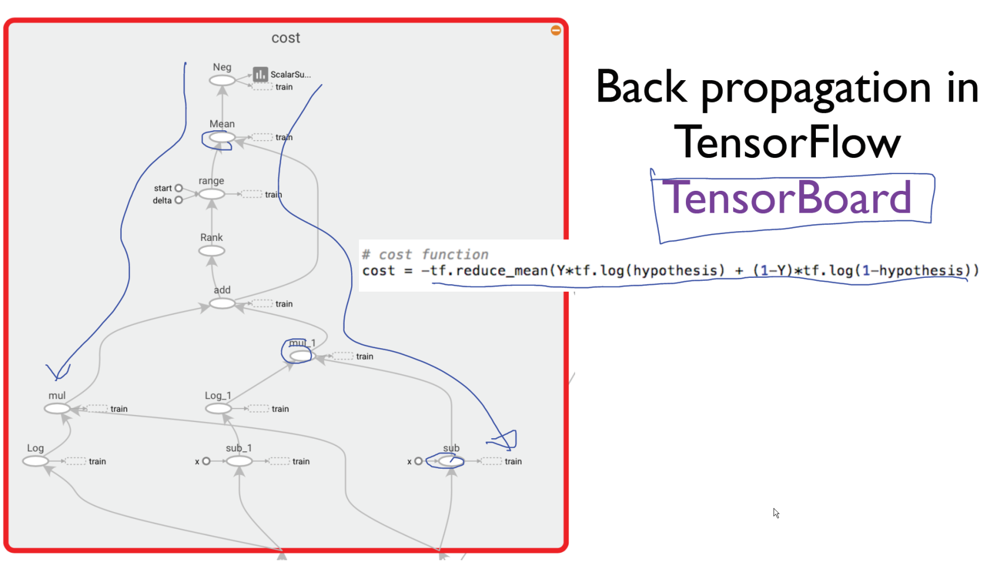 cost
Neg
ScalarSu...
train
Mean
train
range
start
delta
train
Rank
add
train
mul_1
train
mul
train
Log_1
train
Log
train
sub_1
x
train
sub
x
train
Back propagation in
TensorFlow
TensorBoard
# cost function
cost = -tf.reduce_mean(Y*tf.log(hypothesis) + (1-Y)*tf.log(1-hypothesis))